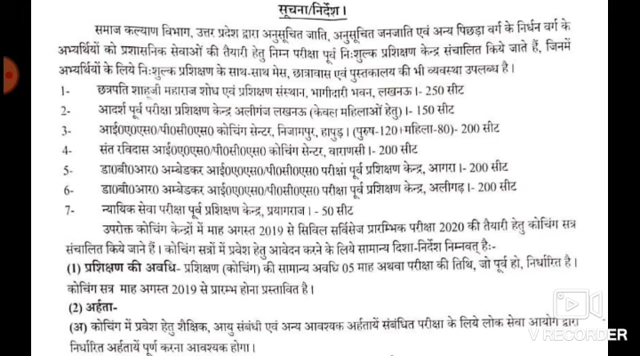 सूचना/निर्देश।
समाज कल्याण विभाग, उत्तर प्रदेश द्वारा अनुसूचित जाति, अनुसूचित जनजाति एवं अन्य पिछड़ा वर्ग के निर्धन वर्ग के
अभ्यर्थियों को प्रशासनिक सेवाओं की तैयारी हेतु निम्न परीक्षा पूर्व निःशुल्क प्रशिक्षण केन्द्र संचालित किये जाते हैं, जिनमें
अभ्यर्थियों के लिये निःशुल्क प्रशिक्षण के साथ-साथ मेस, छात्रावास एवं पुस्तकालय की भी व्यवस्था उपलब्ध है।
1- छत्रपति शाहूजी महाराज शोध एवं प्रशिक्षण संस्थान, भागीदारी भवन, लखनऊ।- 250 सीट
2- आदर्श पूर्व परीक्षा प्रशिक्षण केन्द्र अलीगंज लखनऊ (केवल महिलाओं हेतु)।- 150 सीट
3- आई0ए0एस0/पी0सी0एस0 कोचिंग सेन्टर, निजामपुर, हापुड़। (पुरुष-120+महिला-80)- 200 सीट
4- संत रविदास आई0ए0एस0/पी0सी0एस0 कोचिंग सेन्टर, वाराणसी।- 200 सीट
5- डा0बी0आर0 अम्बेडकर आई0ए0एस0/पी0सी0एस0 परीक्षा पूर्व प्रशिक्षण केन्द्र, आगरा।- 200 सीट
6- डा0बी0आर0 अम्बेडकर आई0ए0एस0/पी0सी0एस0 परीक्षा पूर्व प्रशिक्षण केन्द्र, अलीगढ़।- 200 सीट
7- न्यायिक सेवा परीक्षा पूर्व प्रशिक्षण केन्द्र, प्रयागराज।- 50 सीट
उपरोक्त कोचिंग केन्द्रों में माह अगस्त 2019 से सिविल सर्विसेज प्रारम्भिक परीक्षा 2020 की तैयारी हेतु कोचिंग सत्र
संचालित किये जाने हैं। कोचिंग सत्रों में प्रवेश हेतु आवेदन करने के लिये सामान्य दिशा-निर्देश निम्नवत् है:-
(1) प्रशिक्षण की अवधि- प्रशिक्षण (कोचिंग) की सामान्य अवधि 05 माह अथवा परीक्षा की तिथि, जो पूर्व हो, निर्धारित है।
कोचिंग सत्र माह अगस्त 2019 से प्रारम्भ होना प्रस्तावित है।
(2) अर्हता-
(अ) कोचिंग में प्रवेश हेतु शैक्षिक, आयु संबंधी एवं अन्य आवश्यक अर्हतायें संबंधित परीक्षा के लिये लोक सेवा आयोग द्वारा
निर्धारित अर्हतायें पूर्ण करना आवश्यक होगा।
V RECORDER